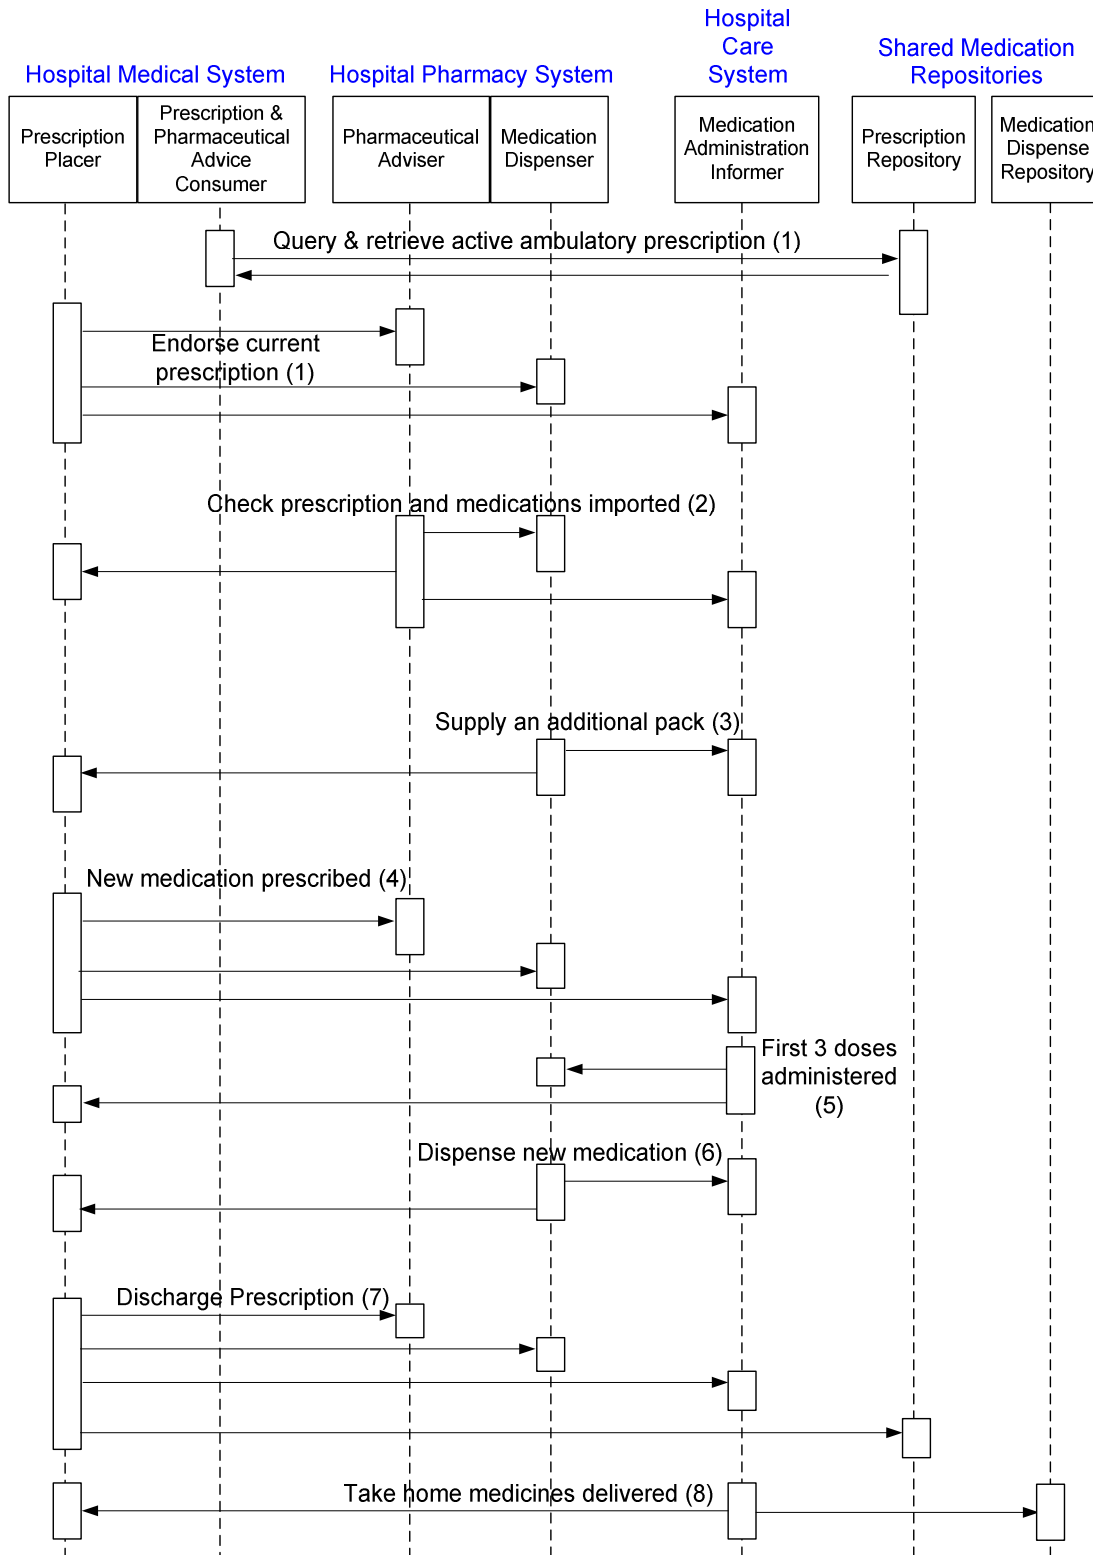 Hospital Medical System
Hospital Pharmacy System
Hospital
Care
System
Shared Medication
Repositories
Prescription
Placer
Prescription &
Pharmaceutical
Advice
Consumer
Pharmaceutical
Adviser
Medication
Dispenser
Medication
Administration
Informer
Prescription
Repository
Medication
Dispense
Repository
Query & retrieve active ambulatory prescription (1)
Endorse current
prescription (1)
Check prescription and medications imported (2)
Supply an additional pack (3)
New medication prescribed (4)
First 3 doses
administered
(5)
Dispense new medication (6)
Discharge Prescription (7)
Take home medicines delivered (8)